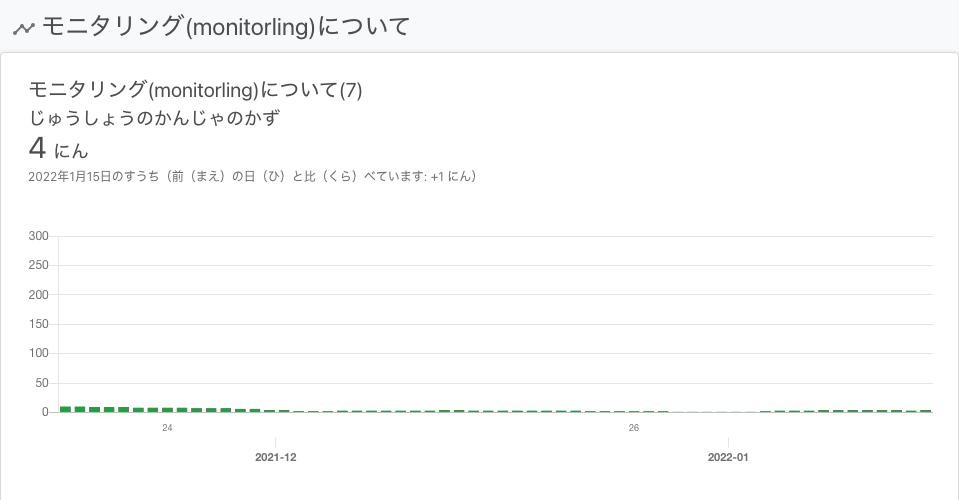 モニタリング(monitorling)について
モニタリング(monitorling)について(7)
じゅうしょうのかんじゃのかず
4 にん
2022年1月15日のすうち（前（まえ）の日（ひ）と比（くら）べています: +1 にん）
300
250
200
150
100
50
0
24 26
2021-12 2022-01